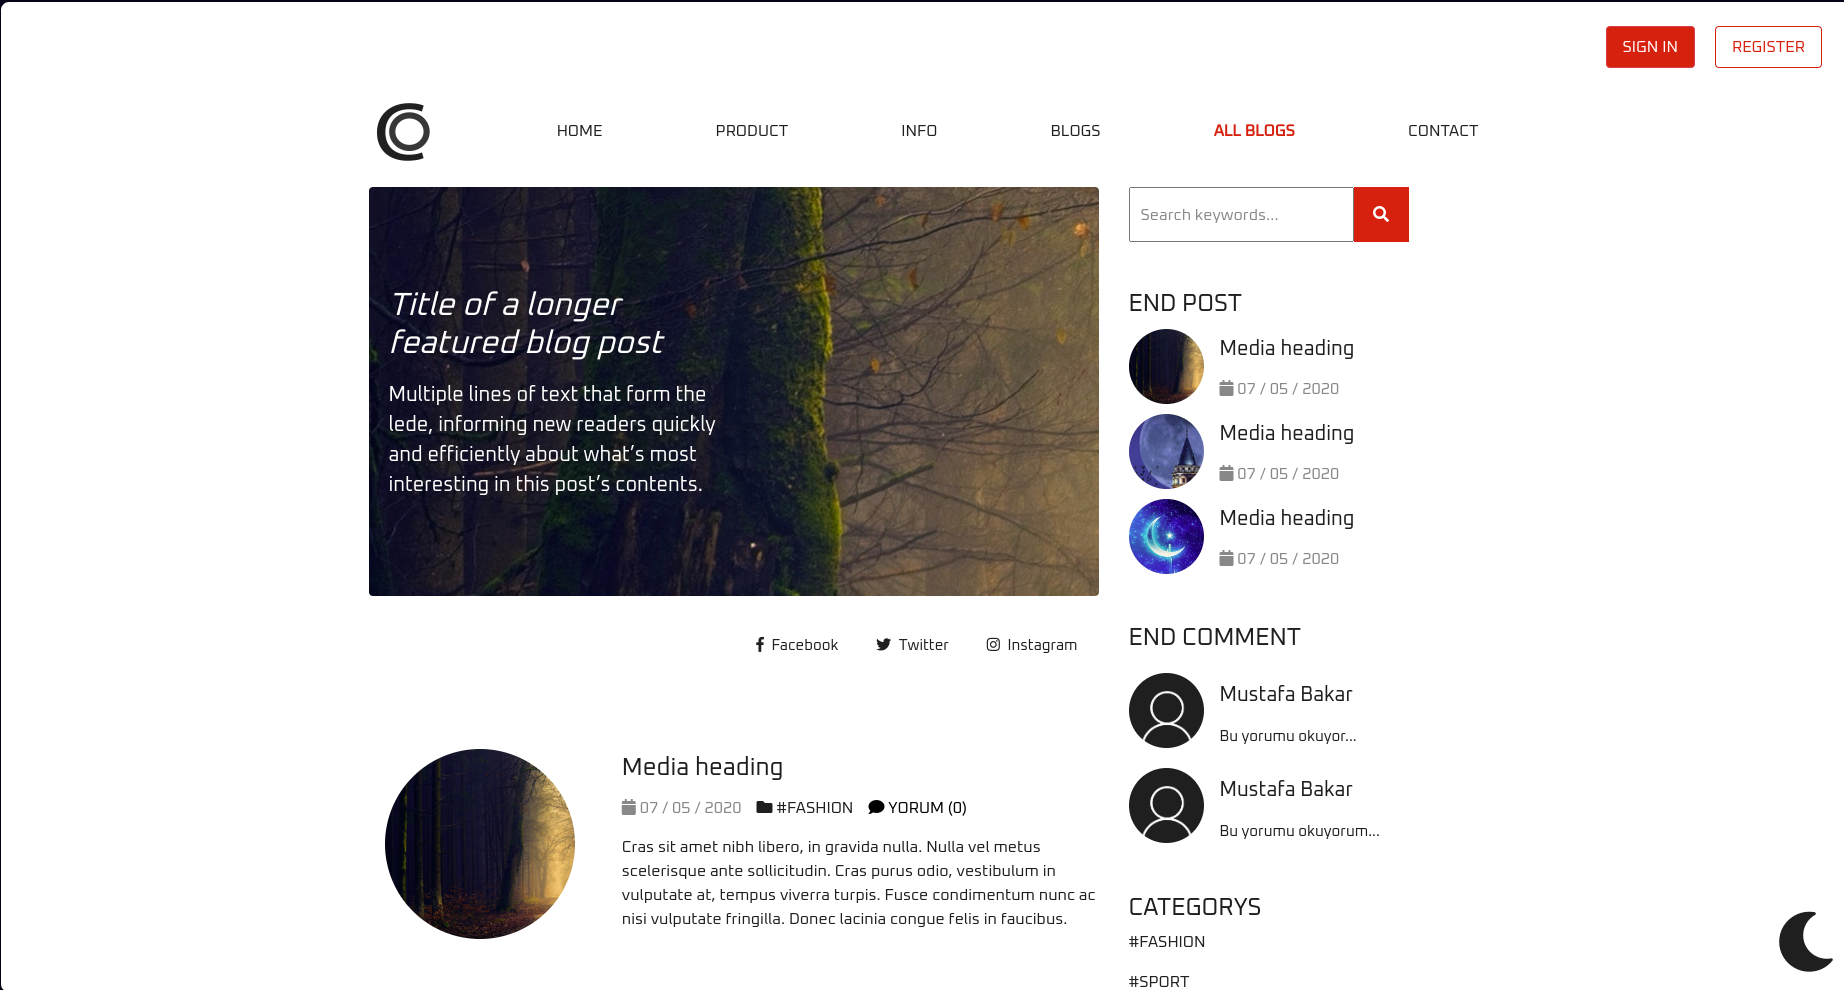 SIGN IN
REGISTER
HOME
PRODUCT
INFO
BLOGS
ALL BLOGS
CONTACT
Title of a longer
featured blog post
Multiple lines of text that form the
lede, informing new readers quickly
and efficiently about what’s most
interesting in this post’s contents.
Facebook
Twitter
Instagram
Media heading
07 / 05 / 2020 #FASHION YORUM (0)
Cras sit amet nibh libero, in gravida nulla. Nulla vel metus
scelerisque ante sollicitudin. Cras purus odio, vestibulum in
vulputate at, tempus viverra turpis. Fusce condimentum nunc ac
nisi vulputate fringilla. Donec lacinia congue felis in faucibus.
Search keywords...
END POST
Media heading
07 / 05 / 2020
Media heading
07 / 05 / 2020
Media heading
07 / 05 / 2020
END COMMENT
Mustafa Bakar
Bu yorumu okuyor...
Mustafa Bakar
Bu yorumu okuyorum...
CATEGORYS
#FASHION
#SPORT